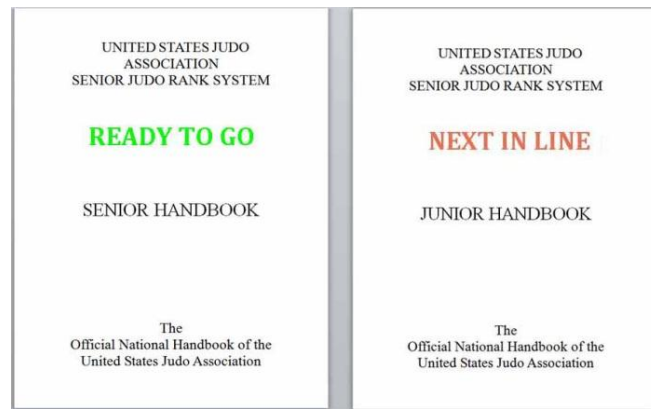 UNITED STATES JUDO
ASSOCIATION
SENIOR JUDO RANK SYSTEM
READY TO GO
SENIOR HANDBOOK
The
Official National Handbook of the
United States Judo Association
UNITED STATES JUDO
ASSOCIATION
SENIOR JUDO RANK SYSTEM
NEXT IN LINE
JUNIOR HANDBOOK
The
Official National Handbook of the
United States Judo Association